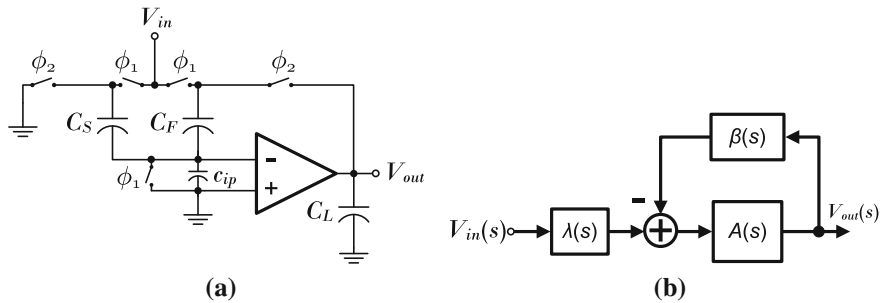 V_in
ϕ_2
ϕ_1
ϕ_1
ϕ_2
C_S
C_F
ϕ_1
c_ip
-
+
V_out
C_L
(a)
β(s)
-
V_in(s)
λ(s)
+
A(s)
V_out(s)
(b)